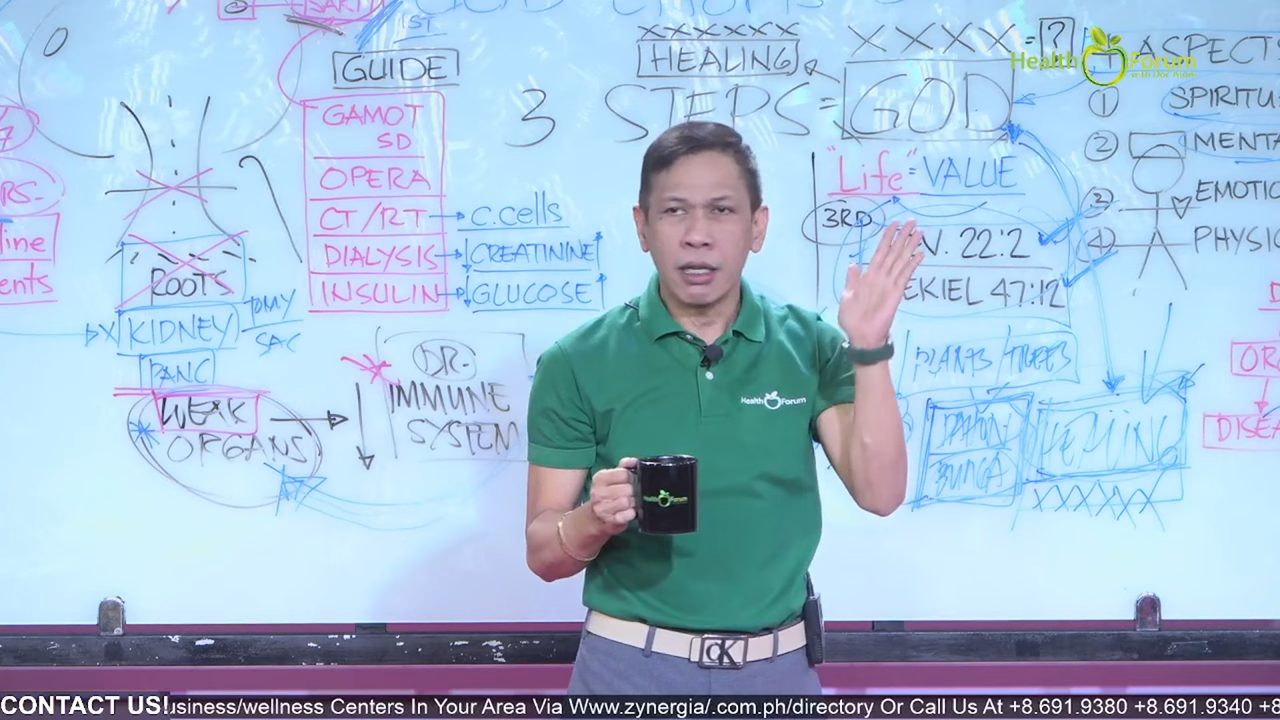 1ST
GUIDE
GAMOT
SD
OPERA
CT/RT
DIALYSIS
INSULIN
C.cells
CREATININE
GLUCOSE
ROOTS
KIDNEY
PANC
WEAK
ORGANS
DR.
IMMUNE
SYSTEM
XXXXXX
HEALING
XXXX = ?
3 STEPS = GOD
"Life" = VALUE
3RD
22:2
EKIEL 47:12
PLANTS / TREES
BUNGA
XXXXXX
ASPECTS
1 SPIRITU
2 MENTA
EMOTIO
4 PHYSIC
OR
DISEA
RS-
line
ents
Health Forum
Health Forum
Health Forum
CK
CONTACT US! usiness/wellness Centers In Your Area Via Www.zynergia/.com.ph/directory Or Call Us At +8.691.9380 +8.691.9340 +8